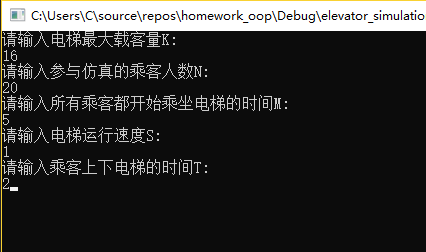 C:\Users\C\source\repos\homework_oop\Debug\elevator_simulatio
请输入电梯最大载客量K:
16
请输入参与仿真的乘客人数N:
20
请输入所有乘客都开始乘坐电梯的时间M:
5
请输入电梯运行速度S:
1
请输入乘客上下电梯的时间T:
2